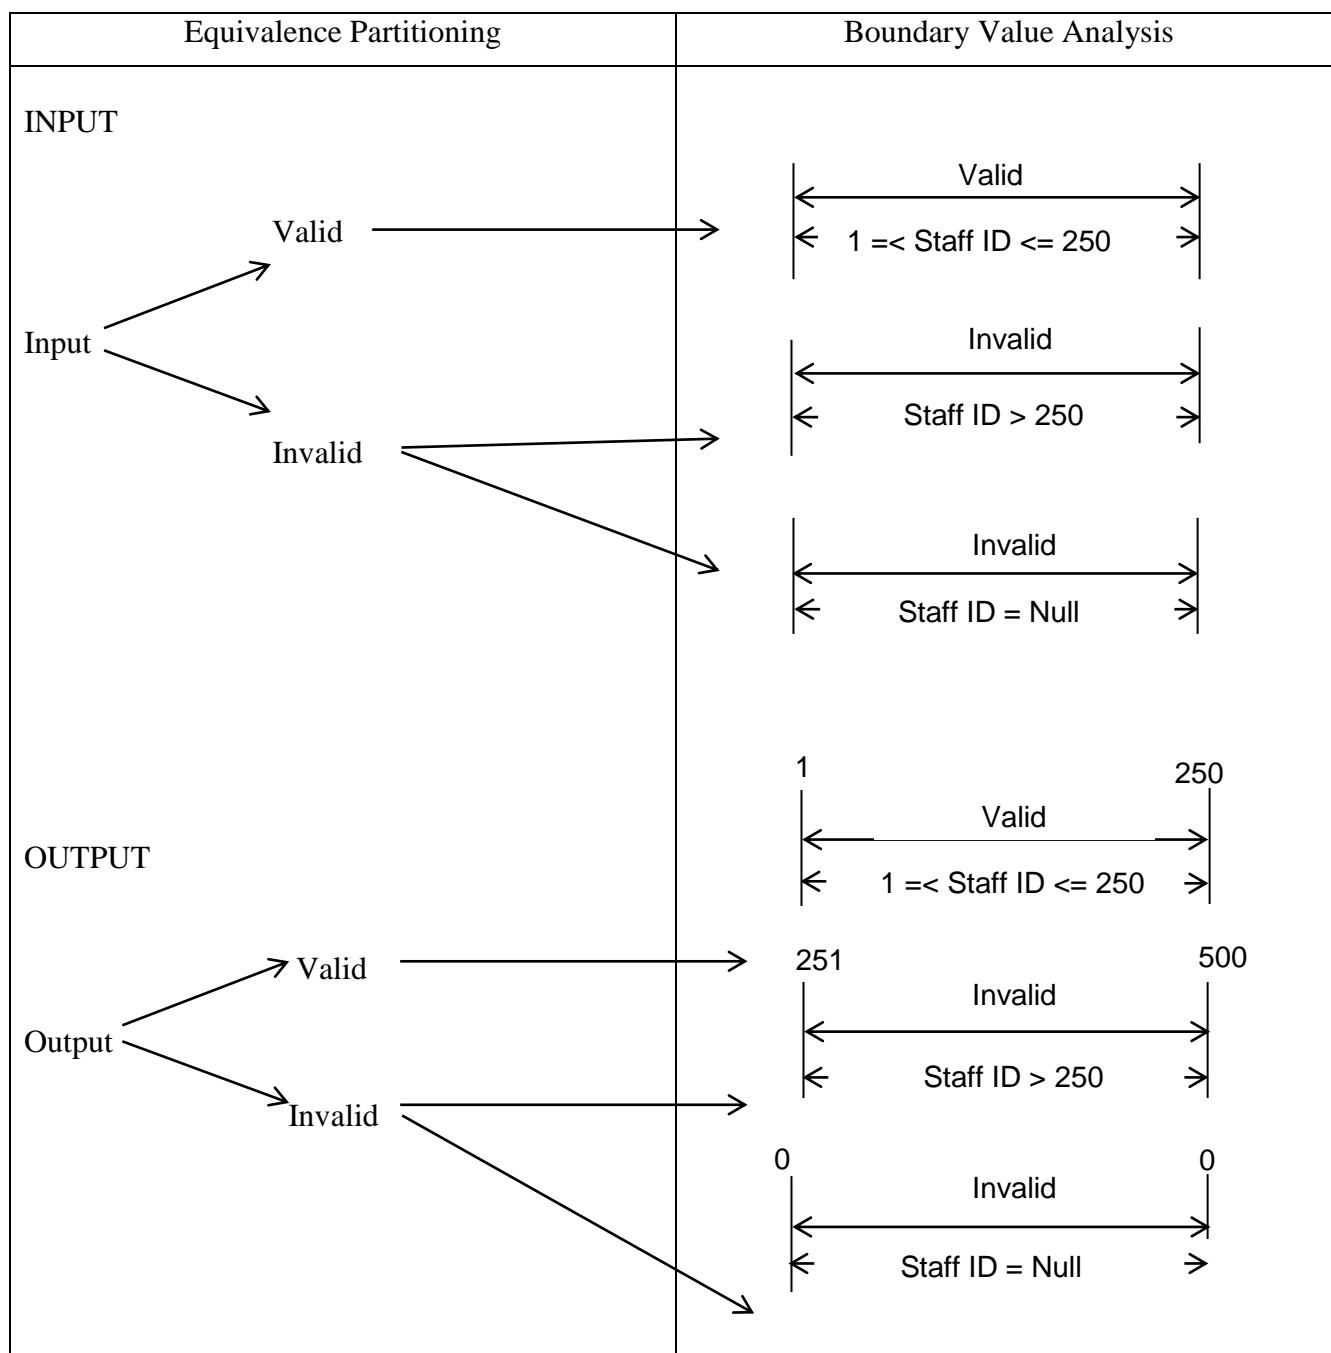 Equivalence Partitioning
Boundary Value Analysis
INPUT
Valid
Valid
1 =< Staff ID <= 250
Input
Invalid
Staff ID > 250
Invalid
Invalid
Staff ID = Null
1
250
Valid
OUTPUT
1 =< Staff ID <= 250
Valid
251
500
Invalid
Output
Staff ID > 250
Invalid
0
0
Invalid
Staff ID = Null